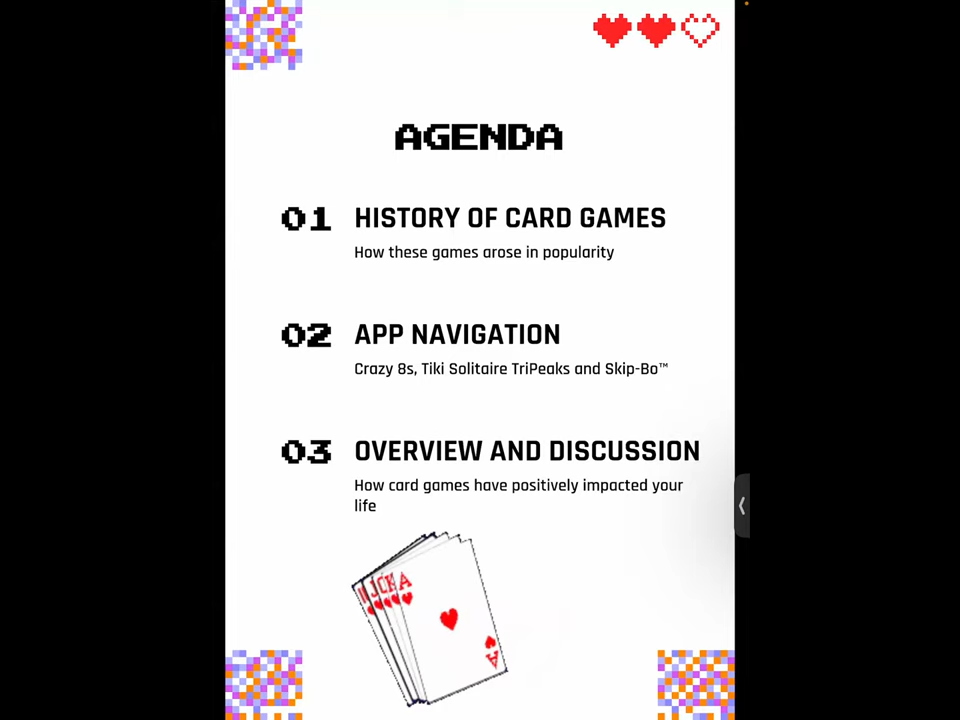 AGENDA
01 HISTORY OF CARD GAMES
How these games arose in popularity
02 APP NAVIGATION
Crazy 8s, Tiki Solitaire TriPeaks and Skip-Bo™
03 OVERVIEW AND DISCUSSION
How card games have positively impacted your
life
J Q K A
A